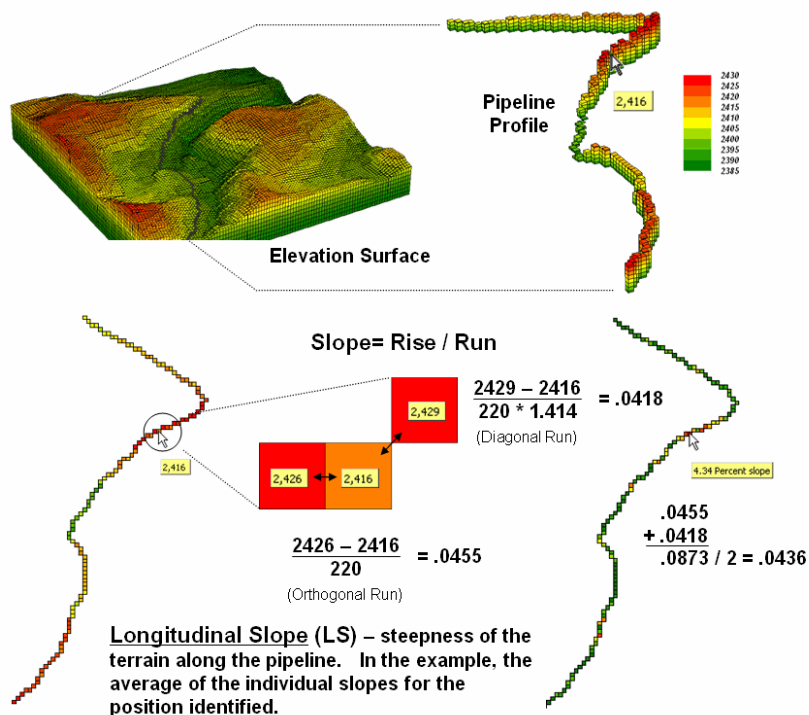 Pipeline
Profile
2,416
2430
2425
2420
2415
2410
2405
2400
2395
2390
2385
Elevation Surface
Slope= Rise / Run
2,429
2429 – 2416
220 * 1.414
= .0418
(Diagonal Run)
2,416
2,426
2,416
4.34 Percent slope
2426 – 2416
220
= .0455
(Orthogonal Run)
.0455
+ .0418
.0873 / 2 = .0436
Longitudinal Slope (LS) – steepness of the
terrain along the pipeline. In the example, the
average of the individual slopes for the
position identified.